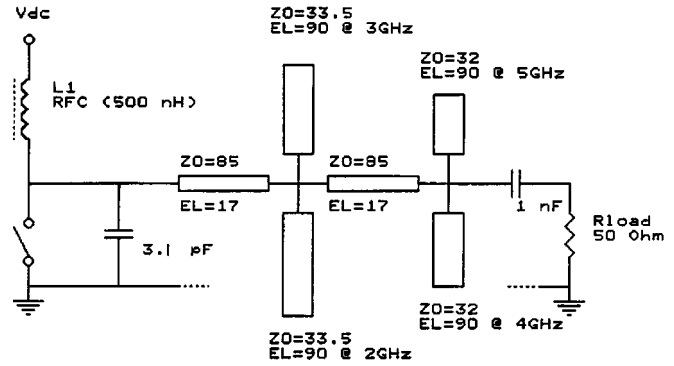 Vdc
L1
RFC (500 nH)
ZO=33.5
EL=90 @ 3GHz
ZO=32
EL=90 @ 5GHz
ZO=85
EL=17
ZO=85
EL=17
3.1 pF
1 nF
Rload
50 Ohm
ZO=33.5
EL=90 @ 2GHz
ZO=32
EL=90 @ 4GHz